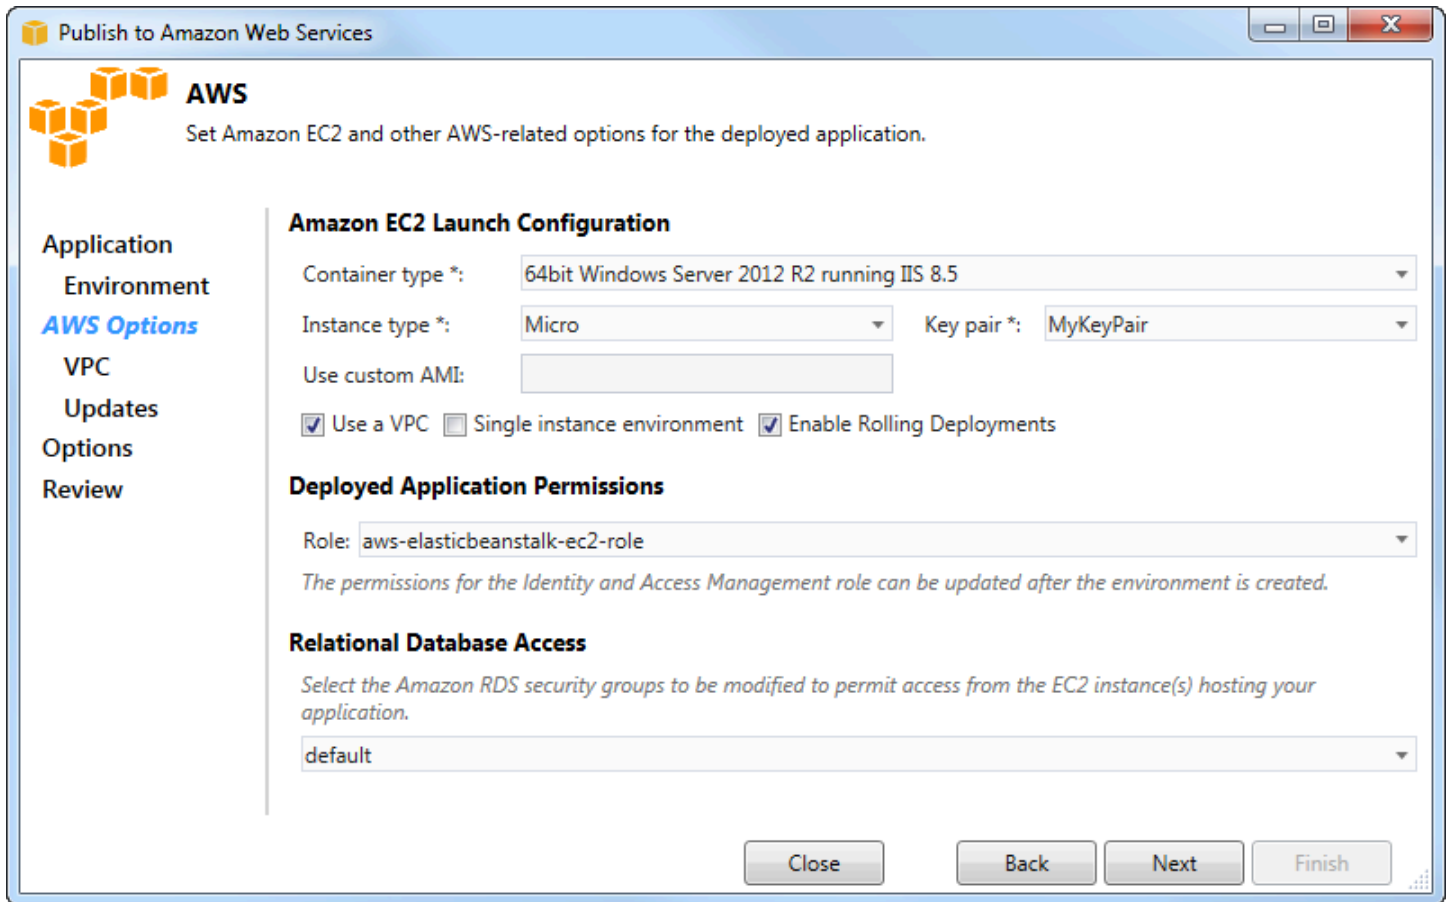 Publish to Amazon Web Services
AWS
Set Amazon EC2 and other AWS-related options for the deployed application.
Application
Environment
AWS Options
VPC
Updates
Options
Review
Amazon EC2 Launch Configuration
Container type *: 64bit Windows Server 2012 R2 running IIS 8.5
Instance type *: Micro Key pair *: MyKeyPair
Use custom AMI:
Use a VPC Single instance environment Enable Rolling Deployments
Deployed Application Permissions
Role: aws-elasticbeanstalk-ec2-role
The permissions for the Identity and Access Management role can be updated after the environment is created.
Relational Database Access
Select the Amazon RDS security groups to be modified to permit access from the EC2 instance(s) hosting your
application.
default
Close Back Next Finish